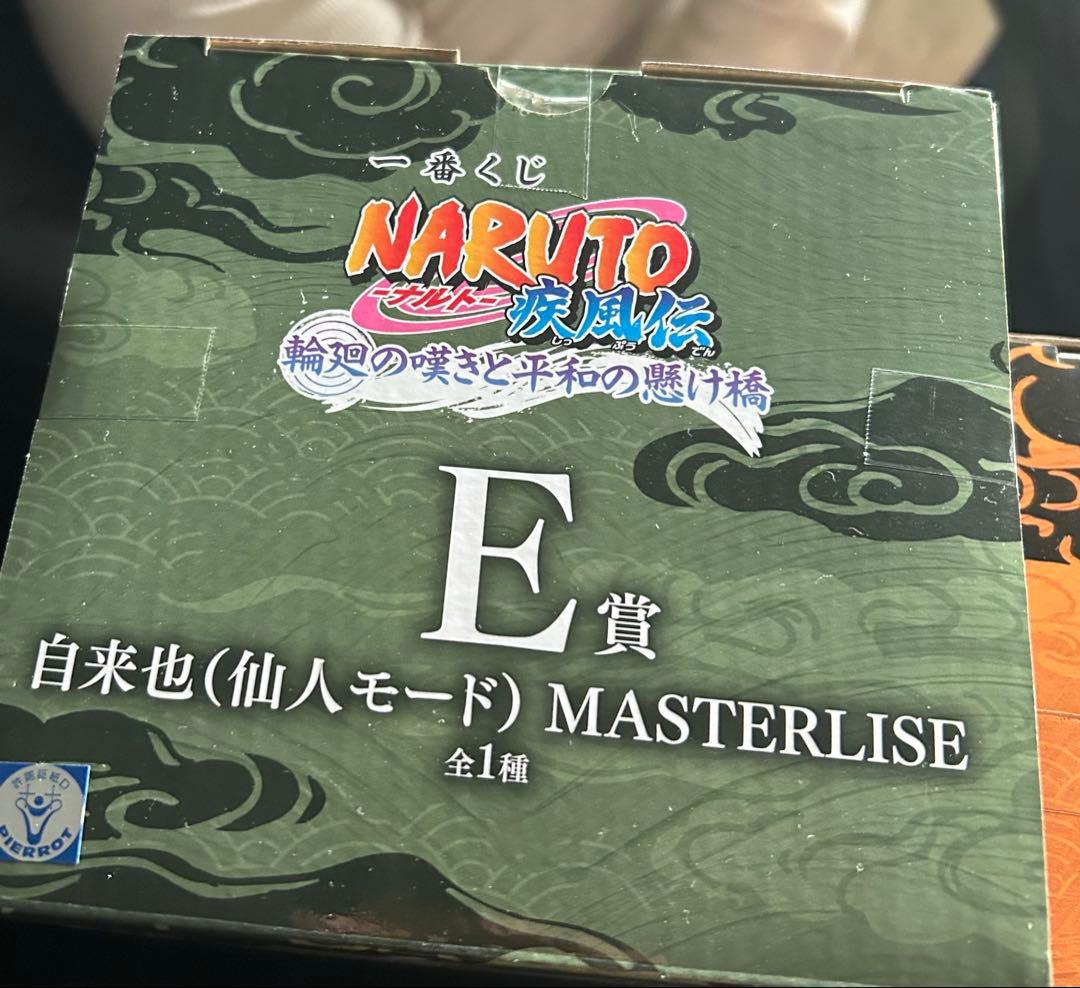 一番くじ
NARUTO
-ナルト-
疾風伝
しっ ぷう でん
輪廻の嘆きと平和の懸け橋
E賞
自来也(仙人モード) MASTERLISE
全1種
PIERROT